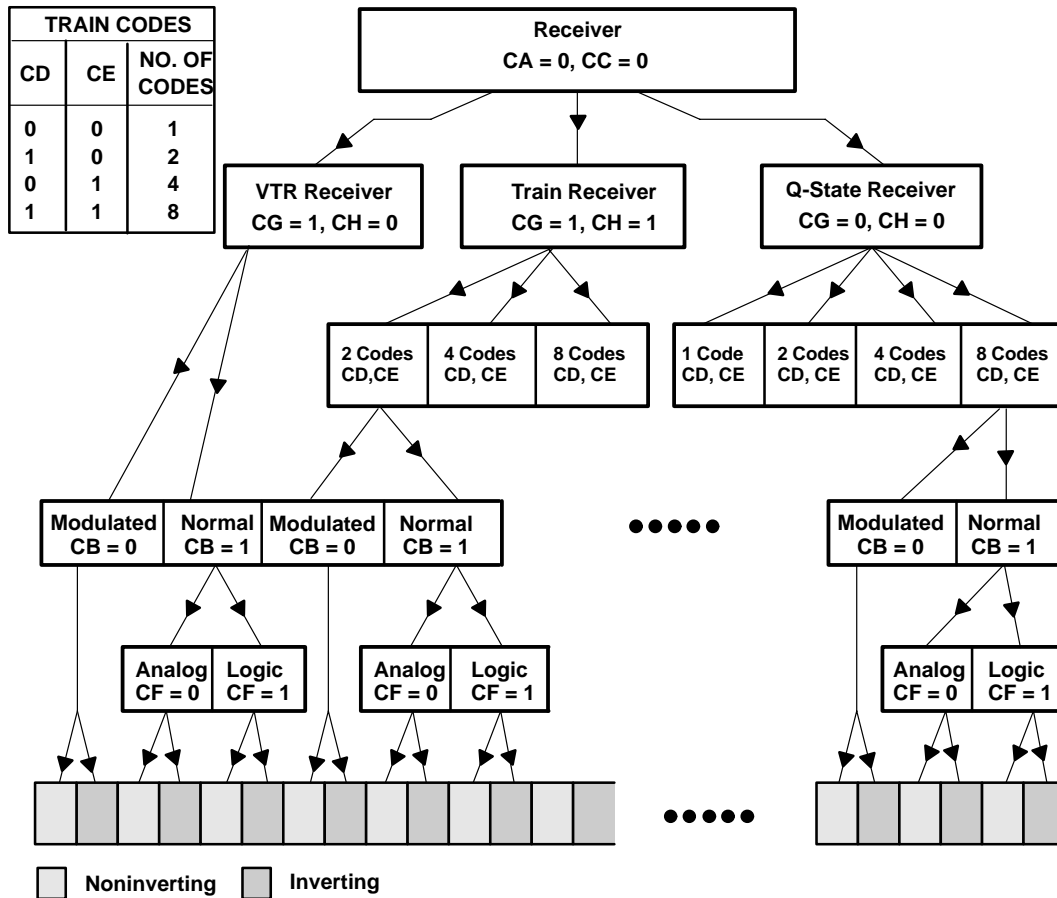 TRAIN CODES
CD CE NO. OF CODES
0 0 1
1 0 2
0 1 4
1 1 8
Receiver
CA = 0, CC = 0
VTR Receiver
CG = 1, CH = 0
Train Receiver
CG = 1, CH = 1
Q-State Receiver
CG = 0, CH = 0
2 Codes
CD,CE
4 Codes
CD, CE
8 Codes
CD, CE
1 Code
CD, CE
2 Codes
CD, CE
4 Codes
CD, CE
8 Codes
CD, CE
Modulated
CB = 0
Normal
CB = 1
Modulated
CB = 0
Normal
CB = 1
Modulated
CB = 0
Normal
CB = 1
Analog
CF = 0
Logic
CF = 1
Analog
CF = 0
Logic
CF = 1
Analog
CF = 0
Logic
CF = 1
Noninverting
Inverting